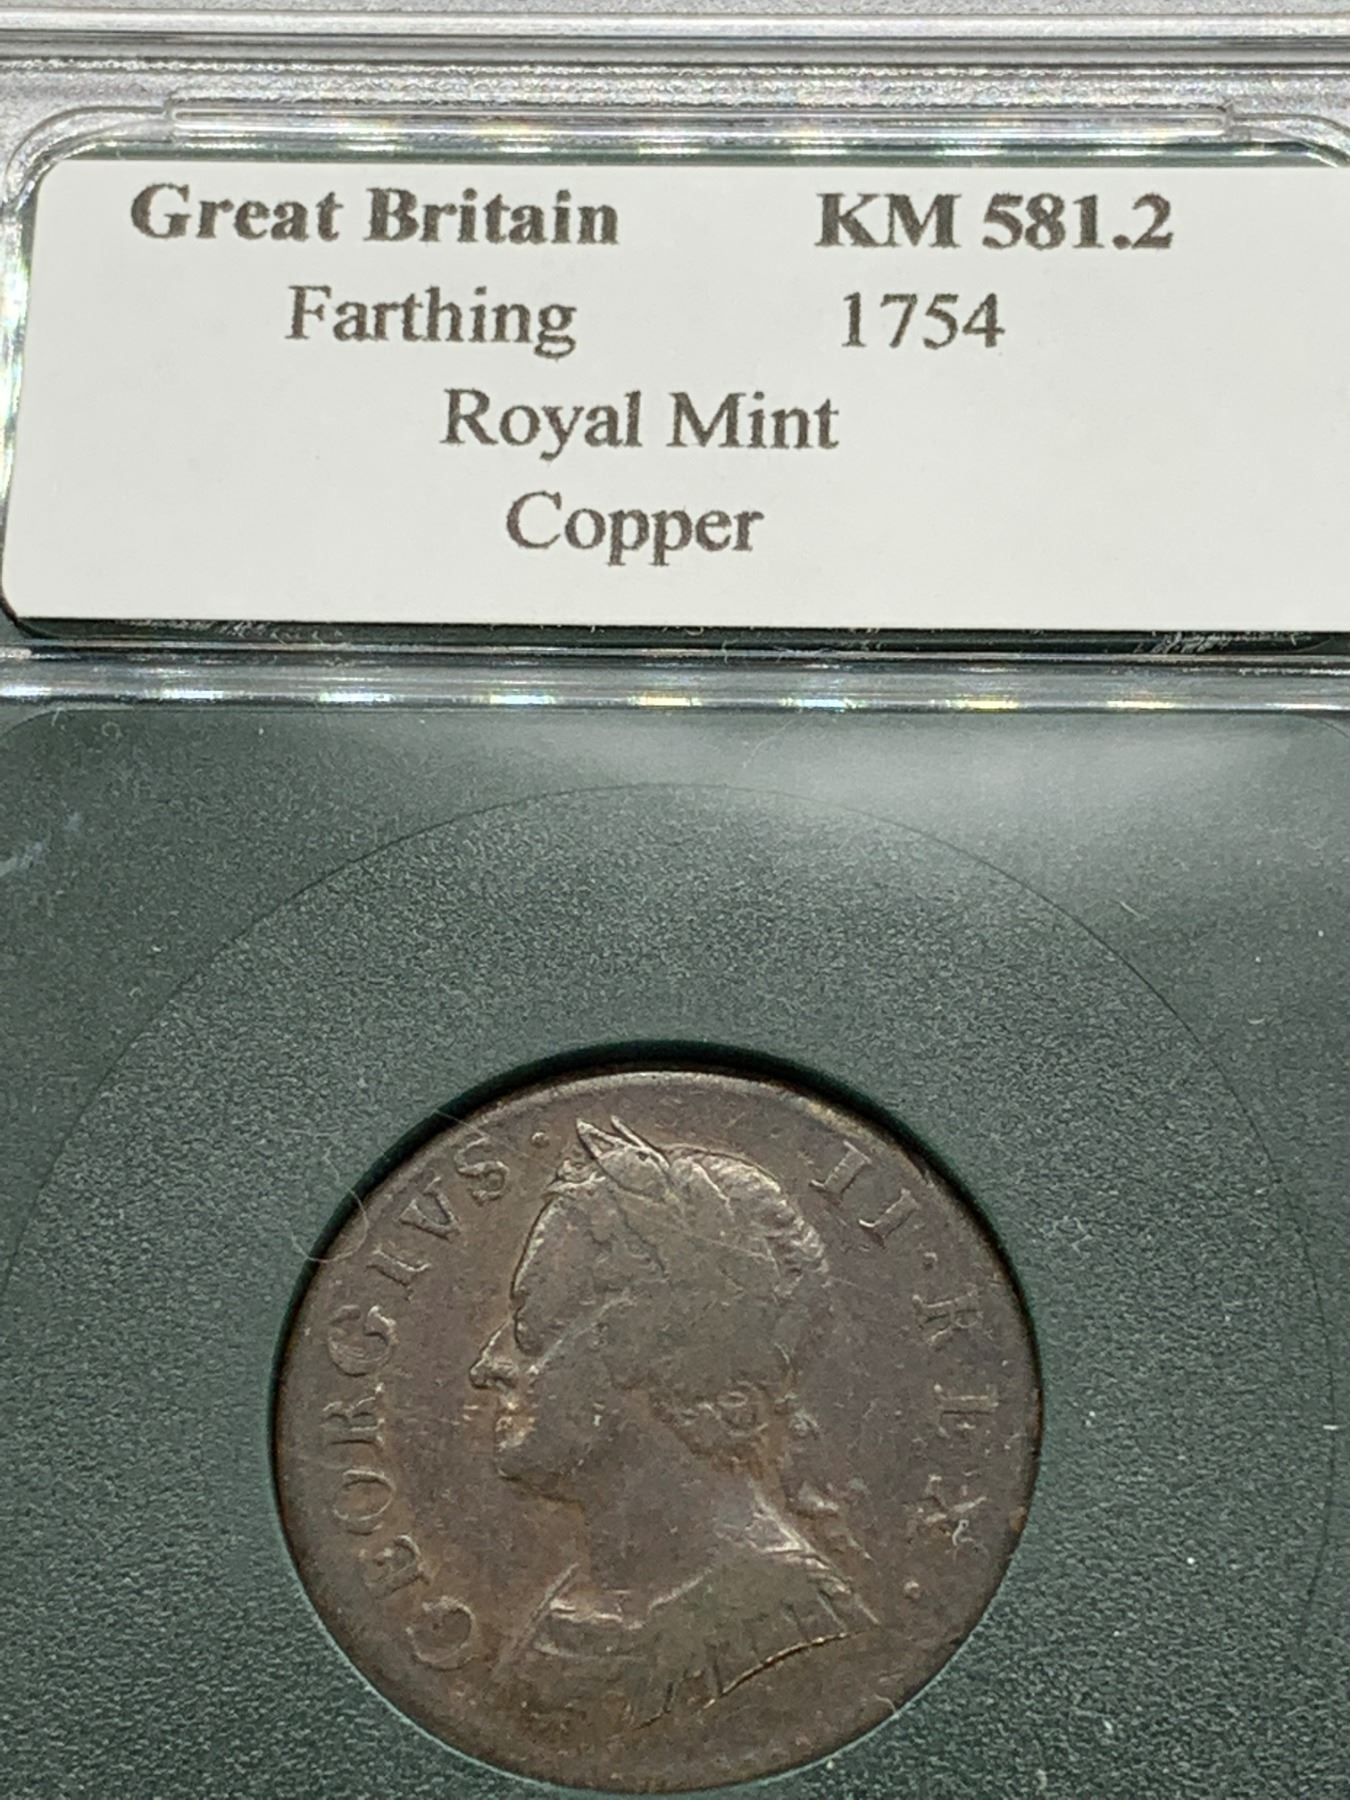 Great Britain KM 581.2
Farthing 1754
Royal Mint
Copper
GEORGIVS · II · REX ·